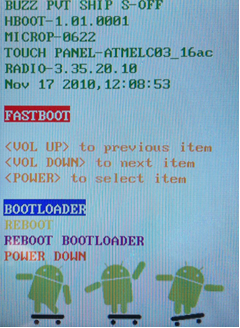 BUZZ PVT SHIP S-OFF
HBOOT-1.01.0001
MICROP-0622
TOUCH PANEL-ATMELC03_16ac
RADIO-3.35.20.10
Nov 17 2010,12:08:53
FASTBOOT
<VOL UP> to previous item
<VOL DOWN> to next item
<POWER> to select item
BOOTLOADER
REBOOT
REBOOT BOOTLOADER
POWER DOWN